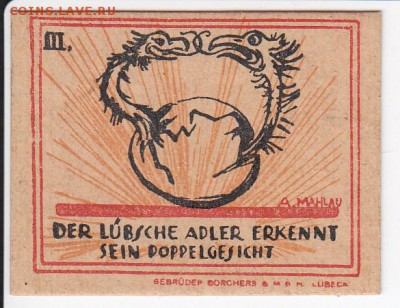 COINS.LAVE.RU
III.
A. MAHLAU
DER LÜBSCHE ADLER ERKENNT
SEIN DOPPELGESICHT
GEBRÜDER BORCHERS G M B H. LÜBECK